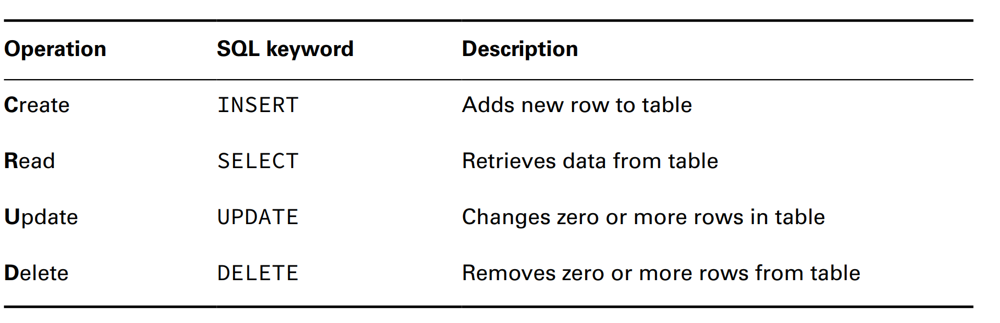 Operation SQL keyword Description
Create INSERT Adds new row to table
Read SELECT Retrieves data from table
Update UPDATE Changes zero or more rows in table
Delete DELETE Removes zero or more rows from table